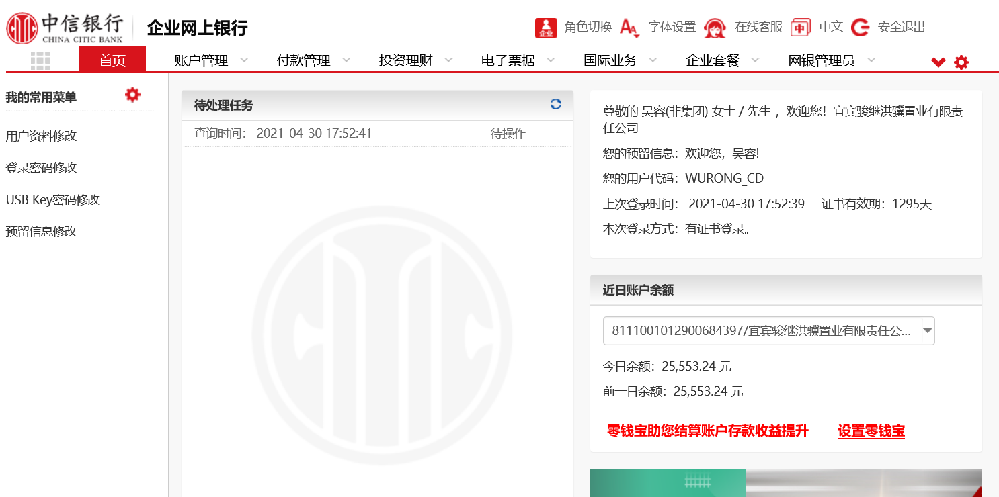 中信银行
CHINA CITIC BANK
企业网上银行
企业 角色切换 字体设置 在线客服 中 中文 安全退出
首页 账户管理 付款管理 投资理财 电子票据 国际业务 企业套餐 网银管理员
我的常用菜单
用户资料修改
登录密码修改
USB Key密码修改
预留信息修改
待处理任务
查询时间： 2021-04-30 17:52:41 待操作
尊敬的 吴容(非集团) 女士 / 先生 ，欢迎您！宜宾骏继洪骥置业有限责
任公司
您的预留信息：欢迎您，吴容!
您的用户代码：WURONG_CD
上次登录时间： 2021-04-30 17:52:39 证书有效期：1295天
本次登录方式：有证书登录。
近日账户余额
8111001012900684397/宜宾骏继洪骥置业有限责任公...
今日余额：25,553.24 元
前一日余额：25,553.24 元
零钱宝助您结算账户存款收益提升 设置零钱宝